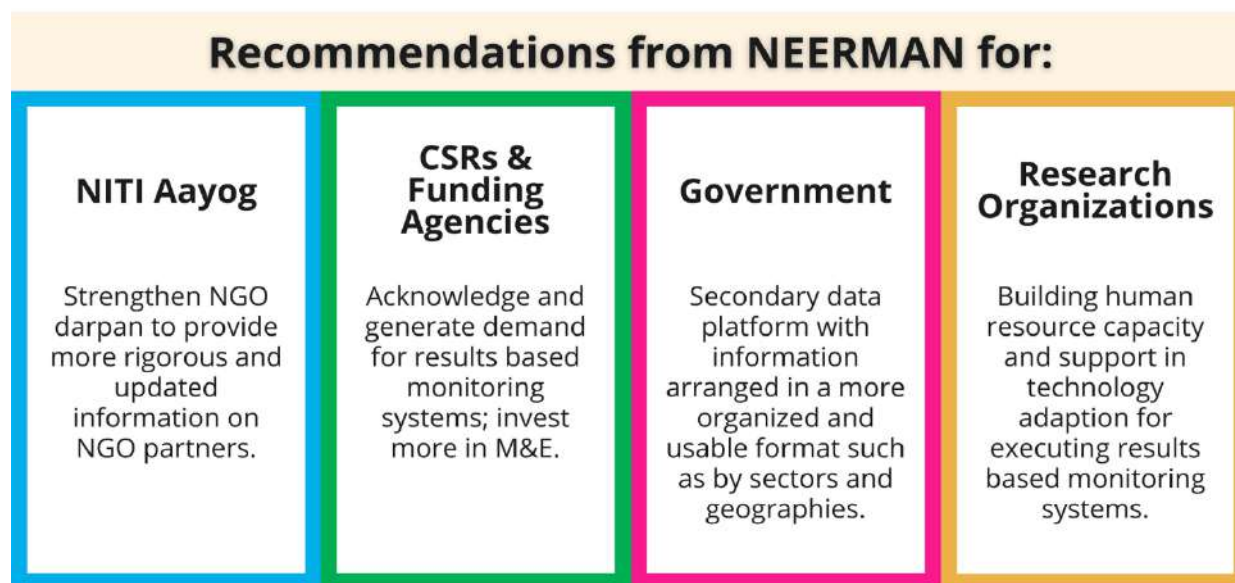 Recommendations from NEERMAN for:
NITI Aayog
Strengthen NGO
darpan to provide
more rigorous and
updated
information on
NGO partners.
CSRs &
Funding
Agencies
Acknowledge and
generate demand
for results based
monitoring
systems; invest
more in M&E.
Government
Secondary data
platform with
information
arranged in a more
organized and
usable format such
as by sectors and
geographies.
Research
Organizations
Building human
resource capacity
and support in
technology
adaption for
executing results
based monitoring
systems.